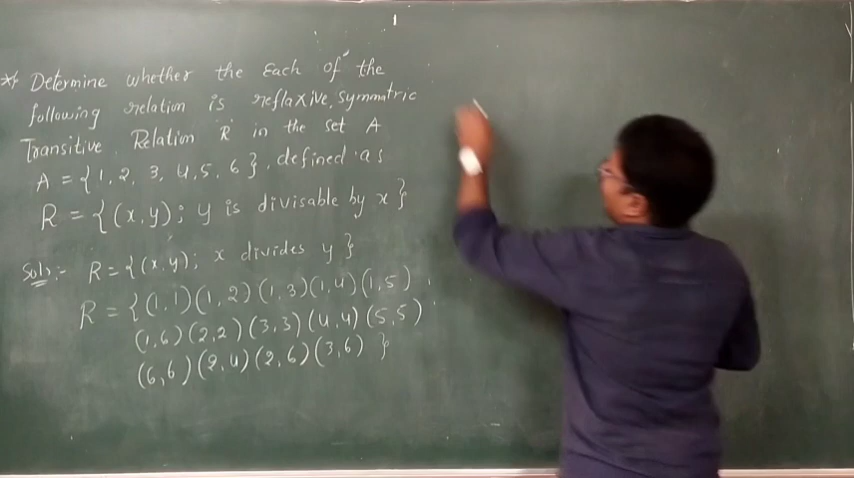 * Determine whether the Each of the
following relation is reflaxive, symmatric
Transitive. Relation R in the set A
A = {1, 2, 3, 4, 5, 6}, defined as
R = {(x, y); y is divisable by x}
Sol:- R = {(x, y); x divides y}
R = {(1,1)(1,2)(1,3)(1,4)(1,5),
(1,6)(2,2)(3,3)(4,4)(5,5)
(6,6)(2,4)(2,6)(3,6)}